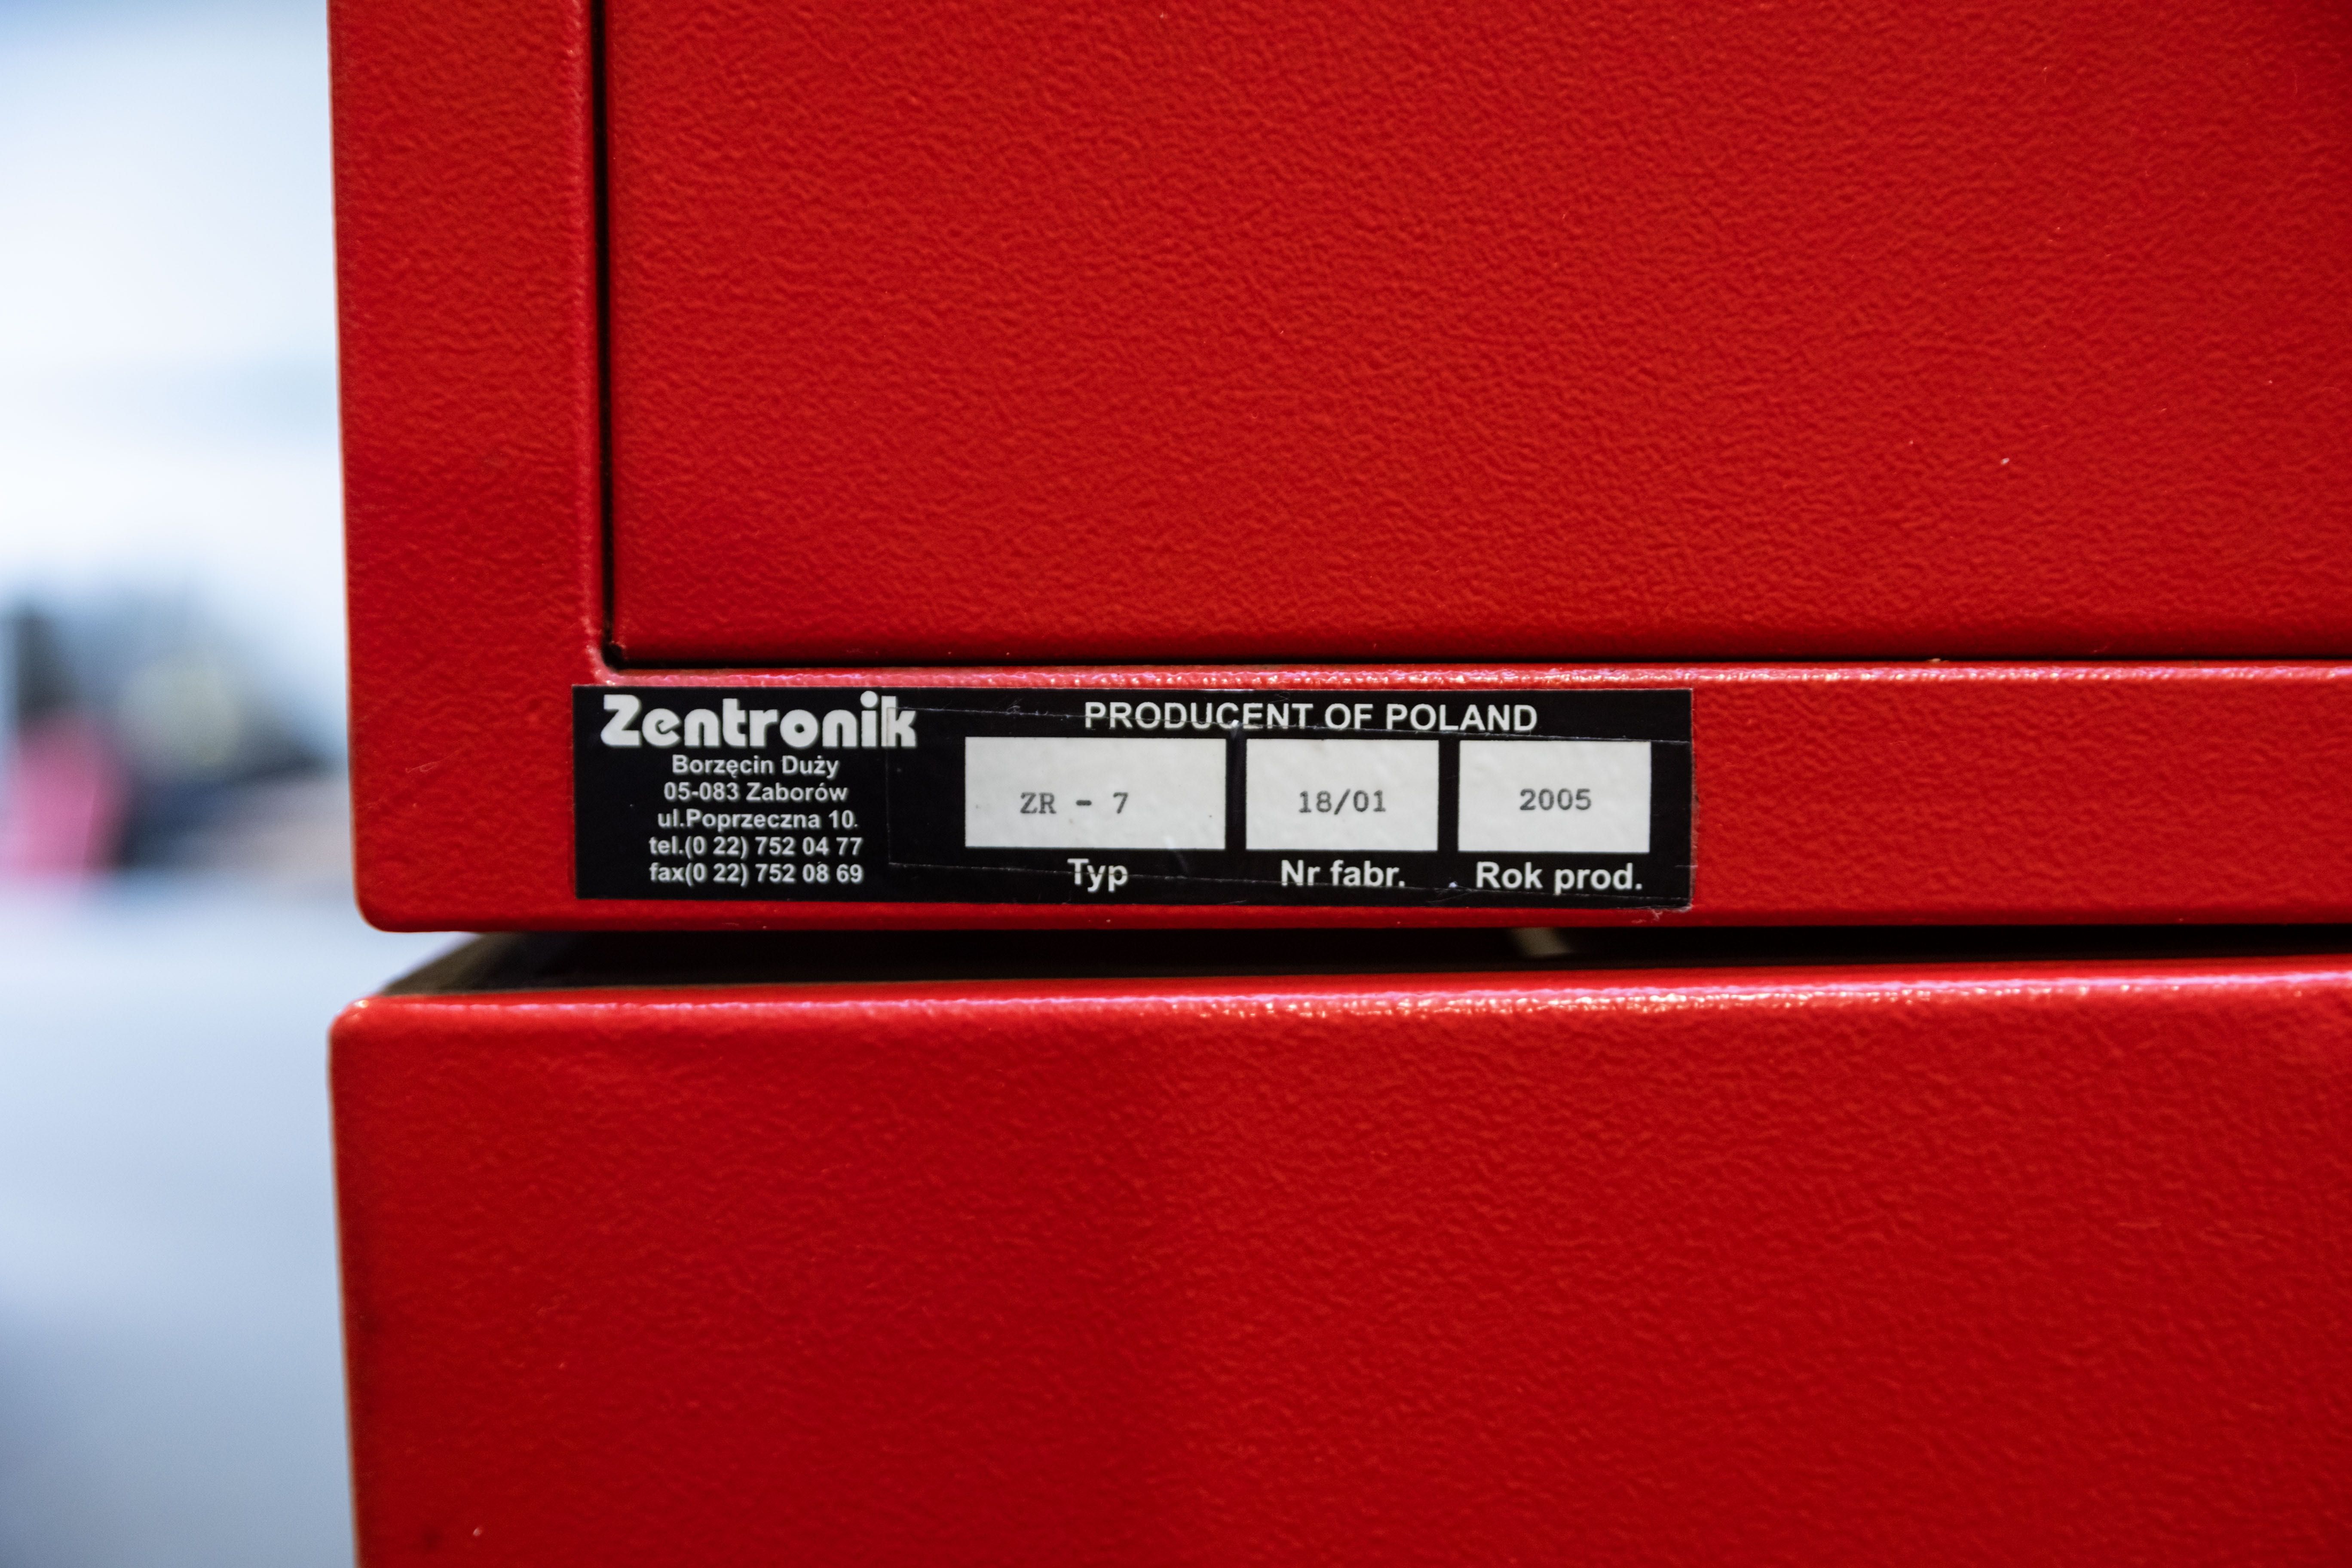 Zentronik
Borzęcin Duży
05-083 Zaborów
ul.Poprzeczna 10.
tel.(0 22) 752 04 77
fax(0 22) 752 08 69
PRODUCENT OF POLAND
ZR - 7
Typ
18/01
Nr fabr.
2005
Rok prod.